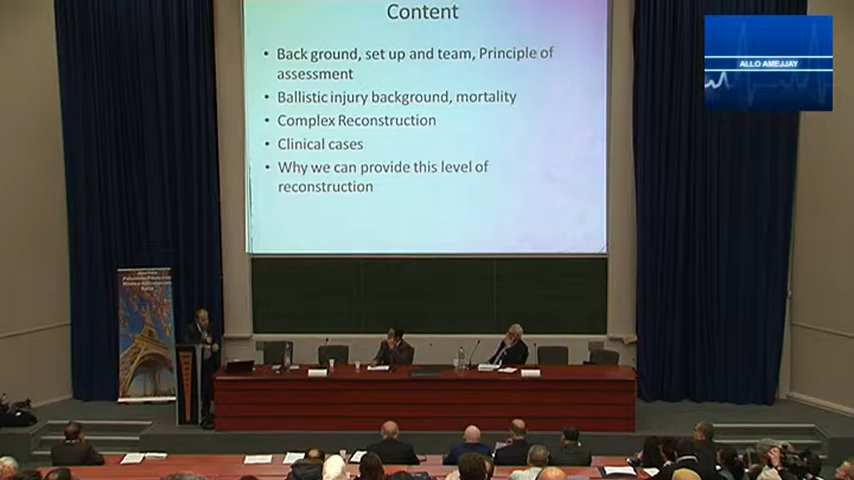 Content
• Back ground, set up and team, Principle of
assessment
• Ballistic injury background, mortality
• Complex Reconstruction
• Clinical cases
• Why we can provide this level of
reconstruction
ALLO AMEJJAY